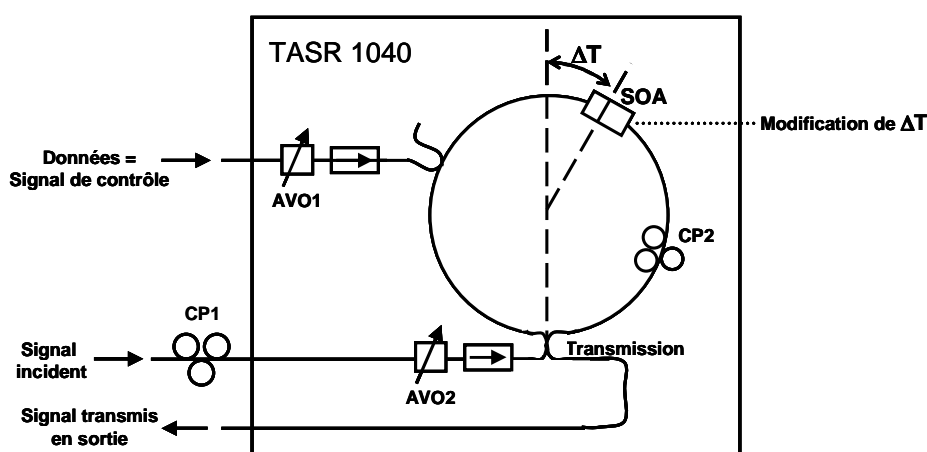 TASR 1040
ΔT
SOA
Modification de ΔT
Données =
Signal de contrôle
AVO1
CP2
CP1
Signal
incident
Transmission
AVO2
Signal transmis
en sortie